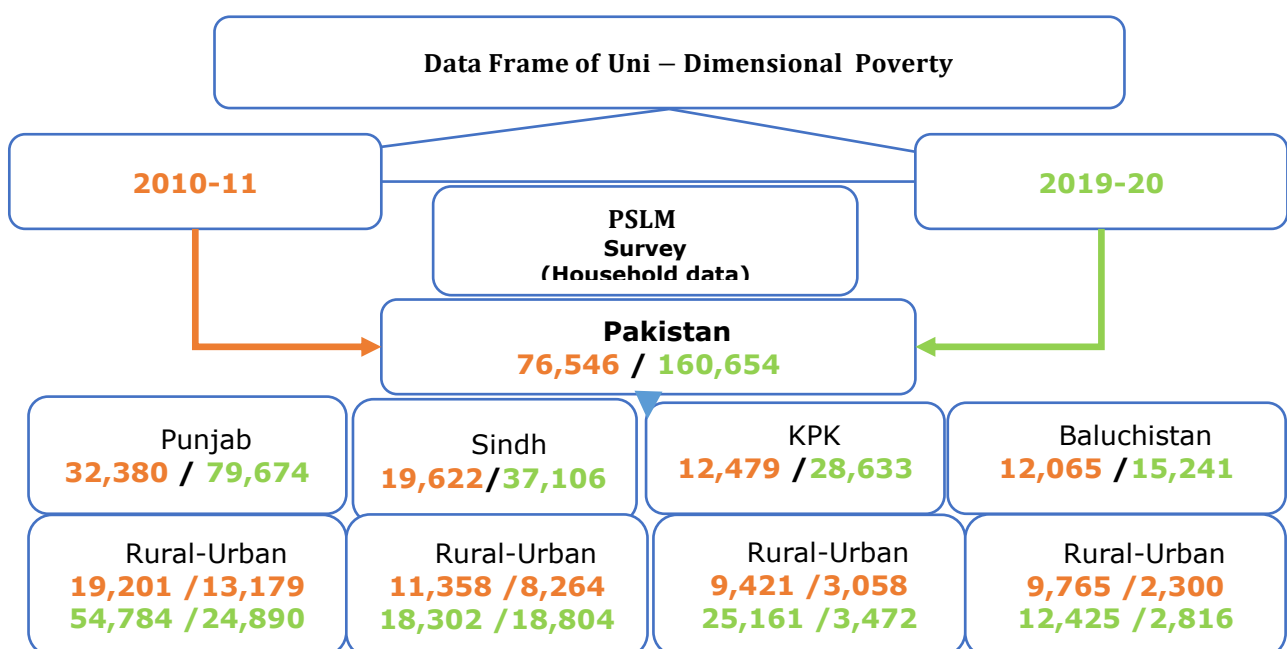 Data Frame of Uni − Dimensional Poverty
2010-11
2019-20
PSLM
Survey
(Household data)
Pakistan
76,546 / 160,654
Punjab
32,380 / 79,674
Sindh
19,622/37,106
KPK
12,479 /28,633
Baluchistan
12,065 /15,241
Rural-Urban
19,201 /13,179
54,784 /24,890
Rural-Urban
11,358 /8,264
18,302 /18,804
Rural-Urban
9,421 /3,058
25,161 /3,472
Rural-Urban
9,765 /2,300
12,425 /2,816